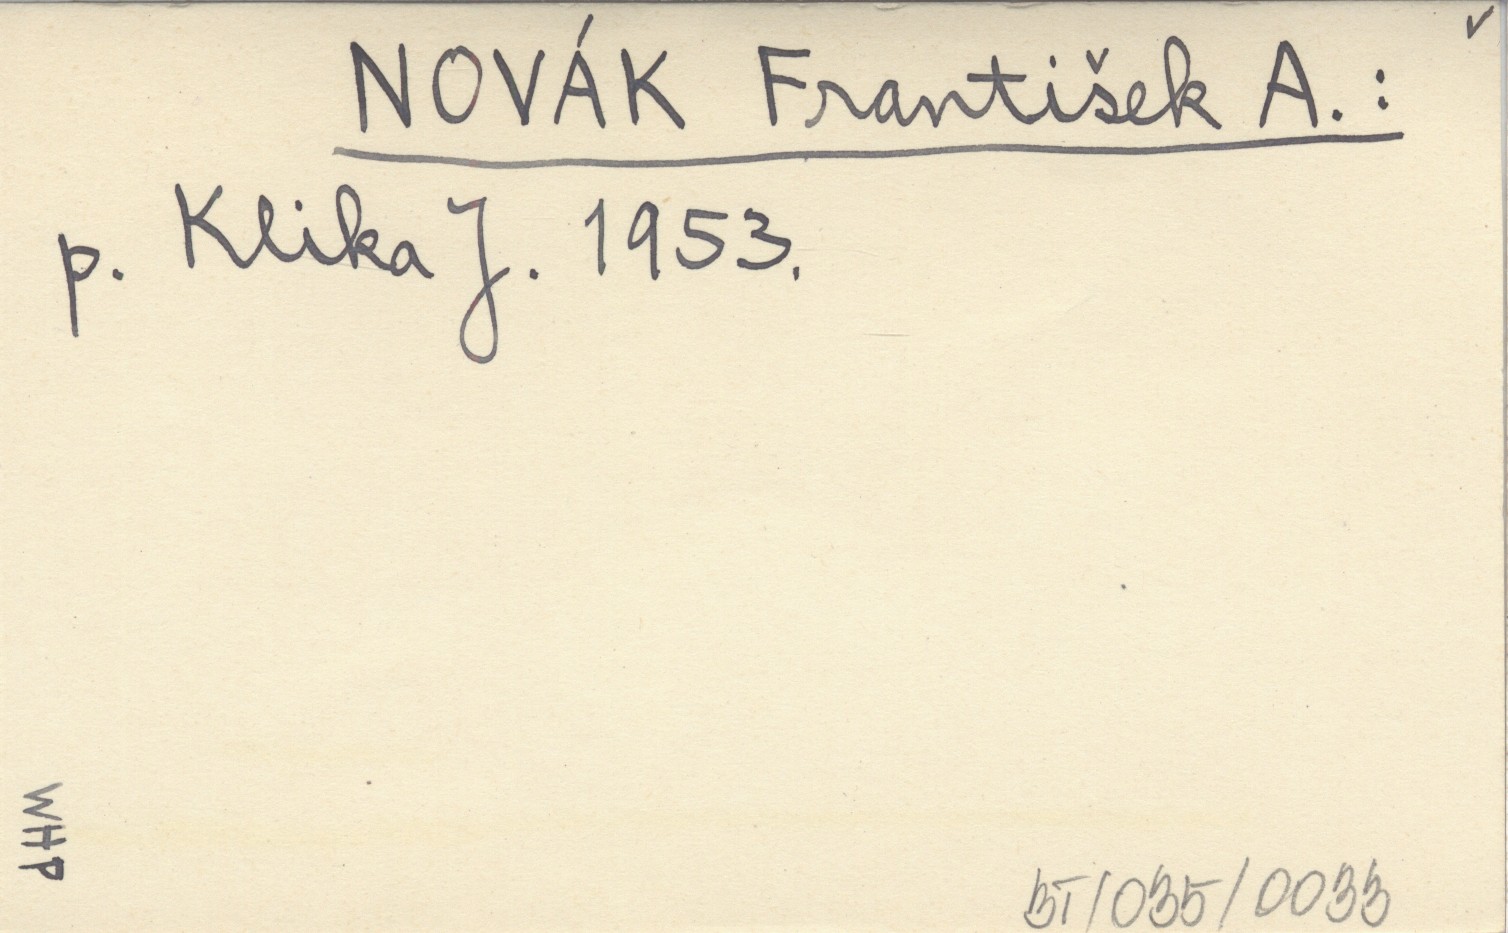 NOVÁK František A.:
p. Klika J. 1953.
WHP
BT/035/0033